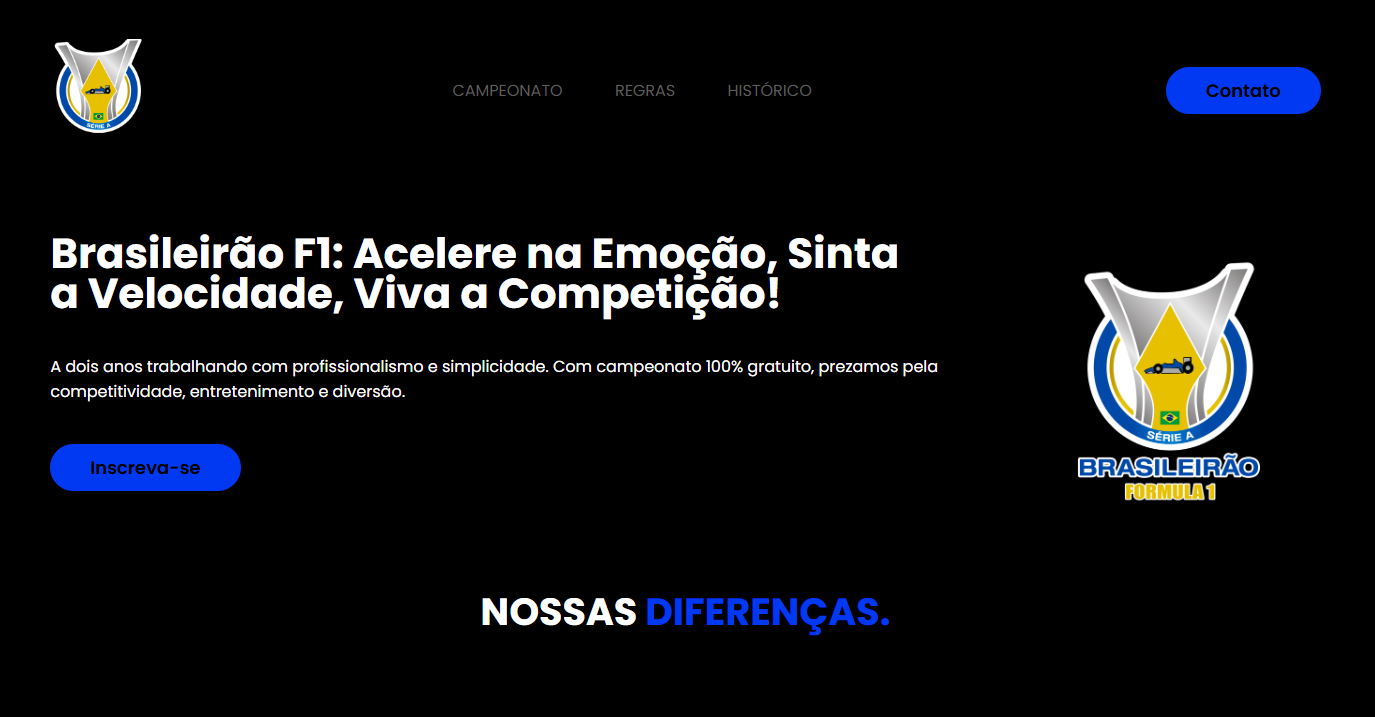 SÉRIE A
CAMPEONATO
REGRAS
HISTÓRICO
Contato
Brasileirão F1: Acelere na Emoção, Sinta
a Velocidade, Viva a Competição!
A dois anos trabalhando com profissionalismo e simplicidade. Com campeonato 100% gratuito, prezamos pela
competitividade, entretenimento e diversão.
Inscreva-se
SÉRIE A
BRASILEIRÃO
FORMULA 1
NOSSAS DIFERENÇAS.